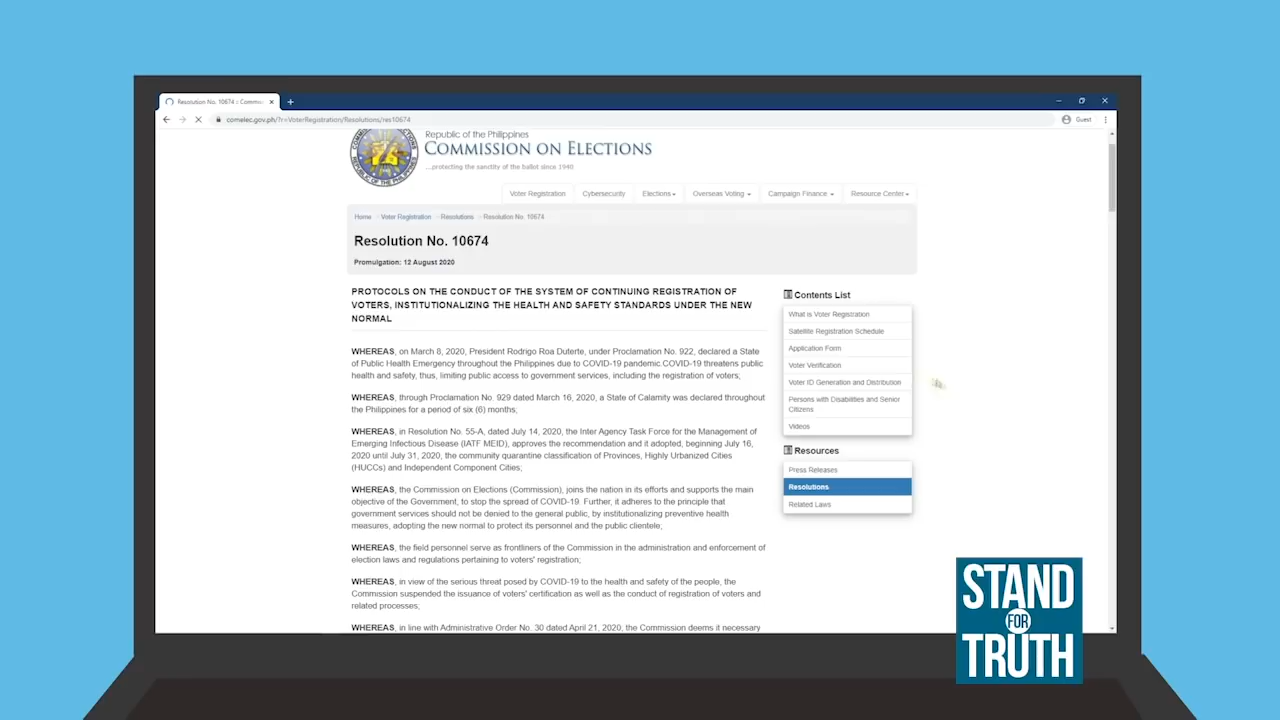 Resolution No. 10674 :: Commis
comelec.gov.ph/?r=VoterRegistration/Resolutions/res10674
Guest
COMMISSION ON ELECTIONS
REPUBLIC OF THE PHILIPPINES
Republic of the Philippines
COMMISSION ON ELECTIONS
...protecting the sanctity of the ballot since 1940
Voter Registration Cybersecurity Elections Overseas Voting Campaign Finance Resource Center
Home Voter Registration Resolutions Resolution No. 10674
Resolution No. 10674
Promulgation: 12 August 2020
PROTOCOLS ON THE CONDUCT OF THE SYSTEM OF CONTINUING REGISTRATION OF
VOTERS, INSTITUTIONALIZING THE HEALTH AND SAFETY STANDARDS UNDER THE NEW
NORMAL
WHEREAS, on March 8, 2020, President Rodrigo Roa Duterte, under Proclamation No. 922, declared a State
of Public Health Emergency throughout the Philippines due to COVID-19 pandemic.COVID-19 threatens public
health and safety, thus, limiting public access to government services, including the registration of voters;
WHEREAS, through Proclamation No. 929 dated March 16, 2020, a State of Calamity was declared throughout
the Philippines for a period of six (6) months;
WHEREAS, in Resolution No. 55-A, dated July 14, 2020, the Inter Agency Task Force for the Management of
Emerging Infectious Disease (IATF MEID), approves the recommendation and it adopted, beginning July 16,
2020 until July 31, 2020, the community quarantine classification of Provinces, Highly Urbanized Cities
(HUCCs) and Independent Component Cities;
WHEREAS, the Commission on Elections (Commission), joins the nation in its efforts and supports the main
objective of the Government, to stop the spread of COVID-19. Further, it adheres to the principle that
government services should not be denied to the general public, by institutionalizing preventive health
measures, adopting the new normal to protect its personnel and the public clientele,
WHEREAS, the field personnel serve as frontliners of the Commission in the administration and enforcement of
election laws and regulations pertaining to voters' registration;
WHEREAS, in view of the serious threat posed by COVID-19 to the health and safety of the people, the
Commission suspended the issuance of voters' certification as well as the conduct of registration of voters and
related processes;
WHEREAS, in line with Administrative Order No. 30 dated April 21, 2020, the Commission deems it necessary
Contents List
What is Voter Registration
Satellite Registration Schedule
Application Form
Voter Verification
Voter ID Generation and Distribution
Persons with Disabilities and Senior
Citizens
Videos
Resources
Press Releases
Resolutions
Related Laws
STAND
FOR
TRUTH